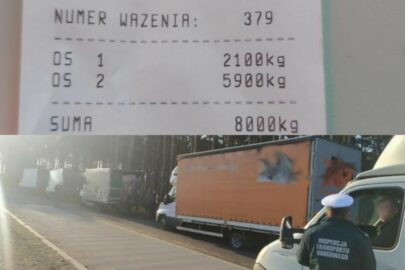 NUMER WAZENIA: 379
OS 1 2100kg
OS 2 5900kg
SUMA 8000kg
INSPEKCJA
TRANSPORTU
DROGOWEGO